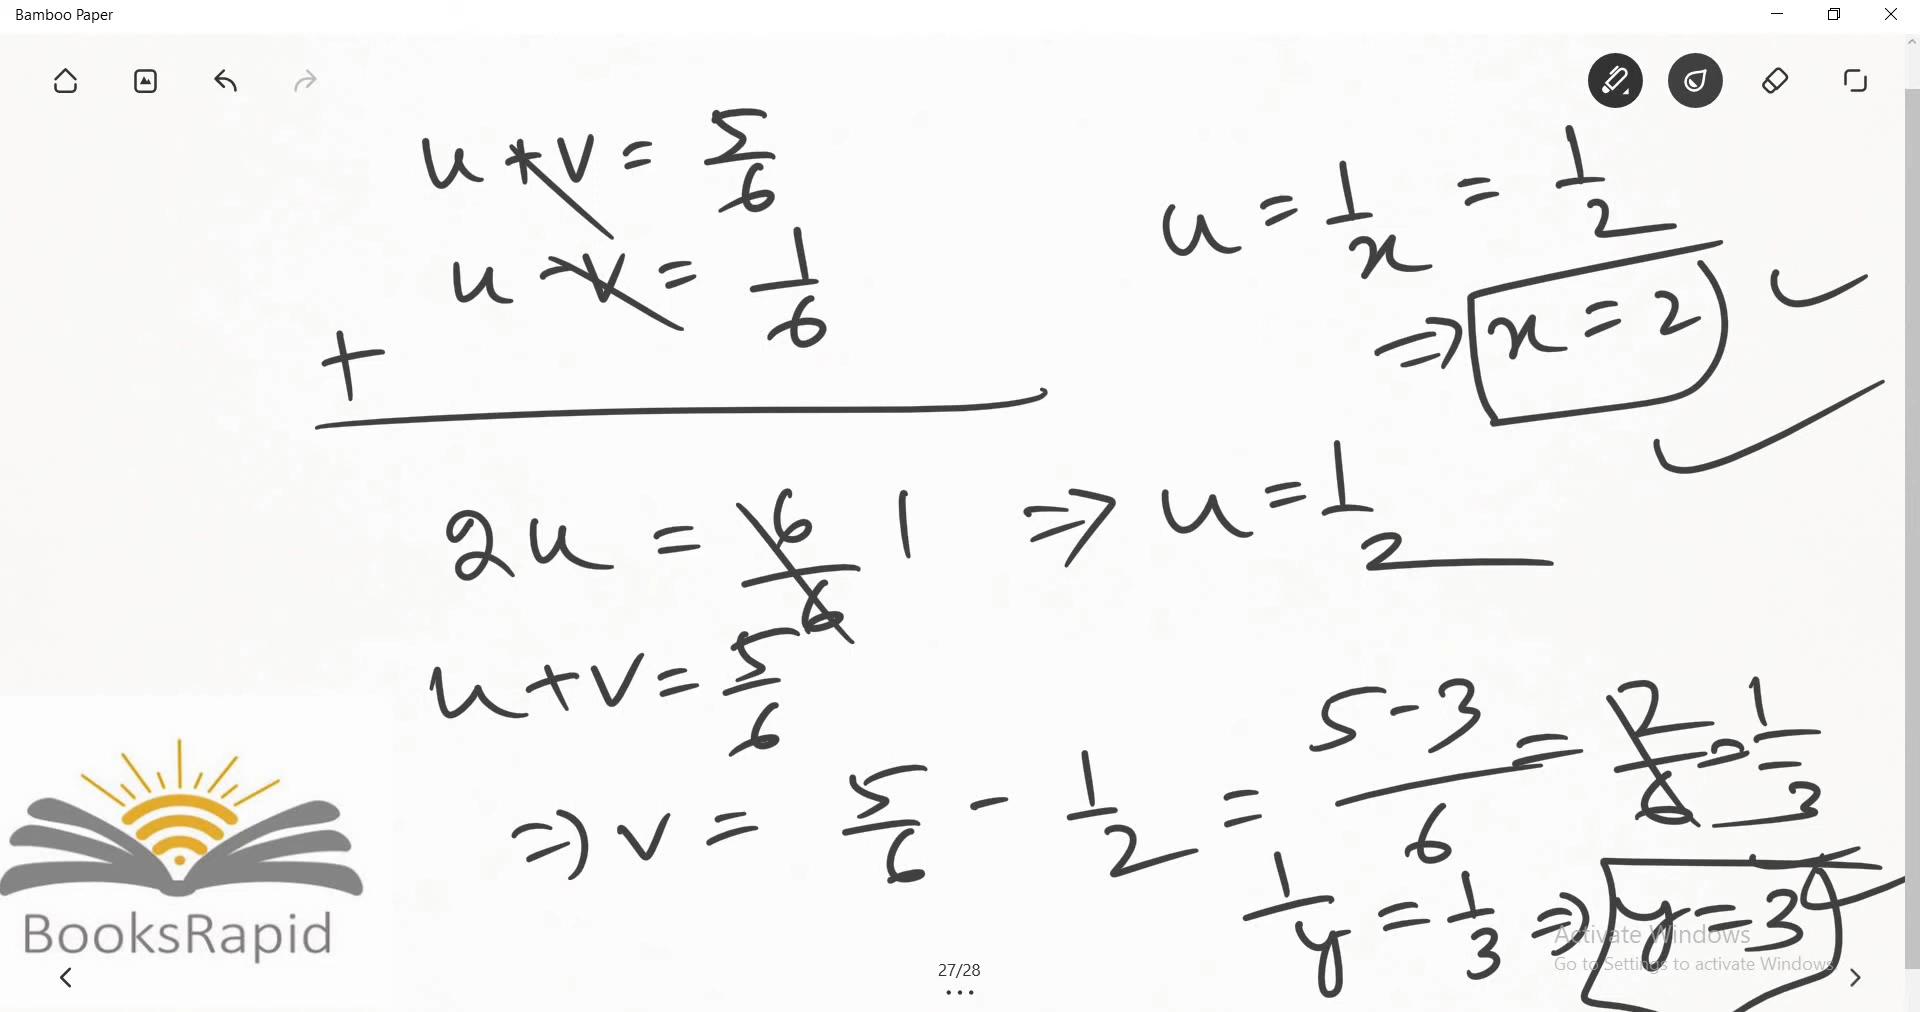 Bamboo Paper
u + v = 5/6
u - v = 1/6
+
2u = 6/6 1 ⇒ u = 1/2
u = 1/x = 1/2
⇒ x = 2
u + v = 5/6
⇒ v = 5/6 - 1/2 = 5-3/6 = 2/6 = 1/3
1/y = 1/3 ⇒ y = 3
BooksRapid
Activate Windows
Go to Settings to activate Windows.
27/28